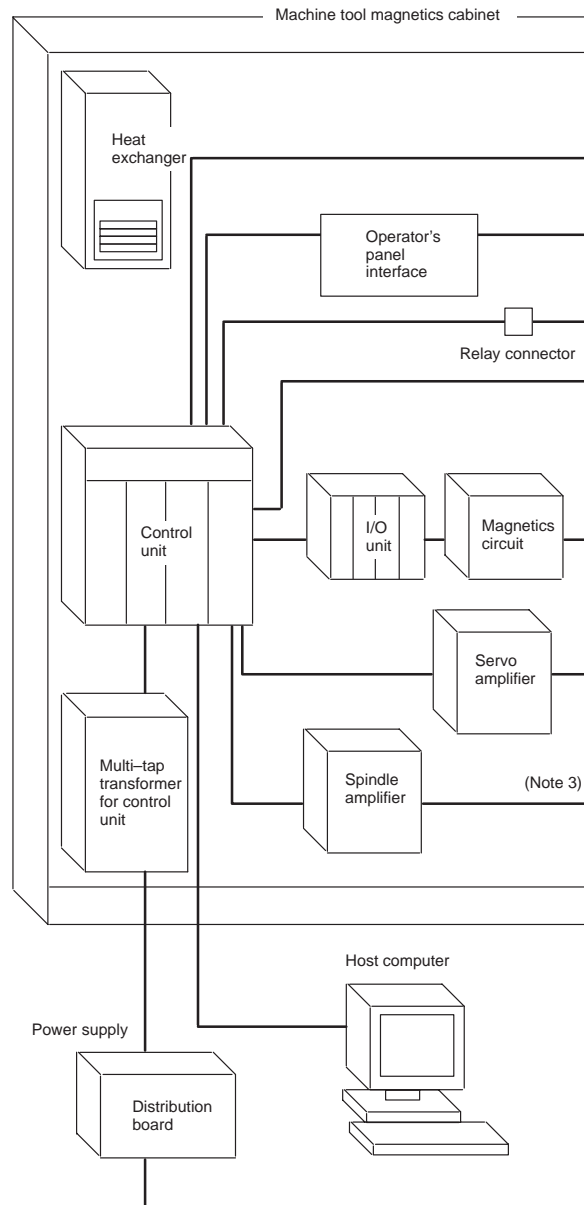 Machine tool magnetics cabinet
Heat
exchanger
Operator's
panel
interface
Relay connector
Control
unit
I/O
unit
Magnetics
circuit
Servo
amplifier
Multi–tap
transformer
for control
unit
Spindle
amplifier
(Note 3)
Host computer
Power supply
Distribution
board